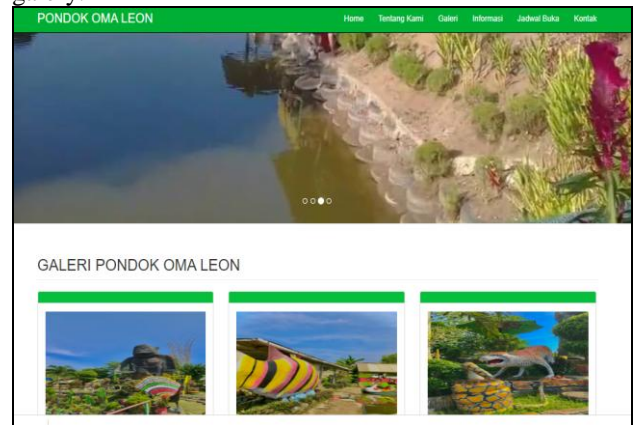 PONDOK OMA LEON
Home Tentang Kami Galeri Informasi Jadwal Buka Kontak
GALERI PONDOK OMA LEON